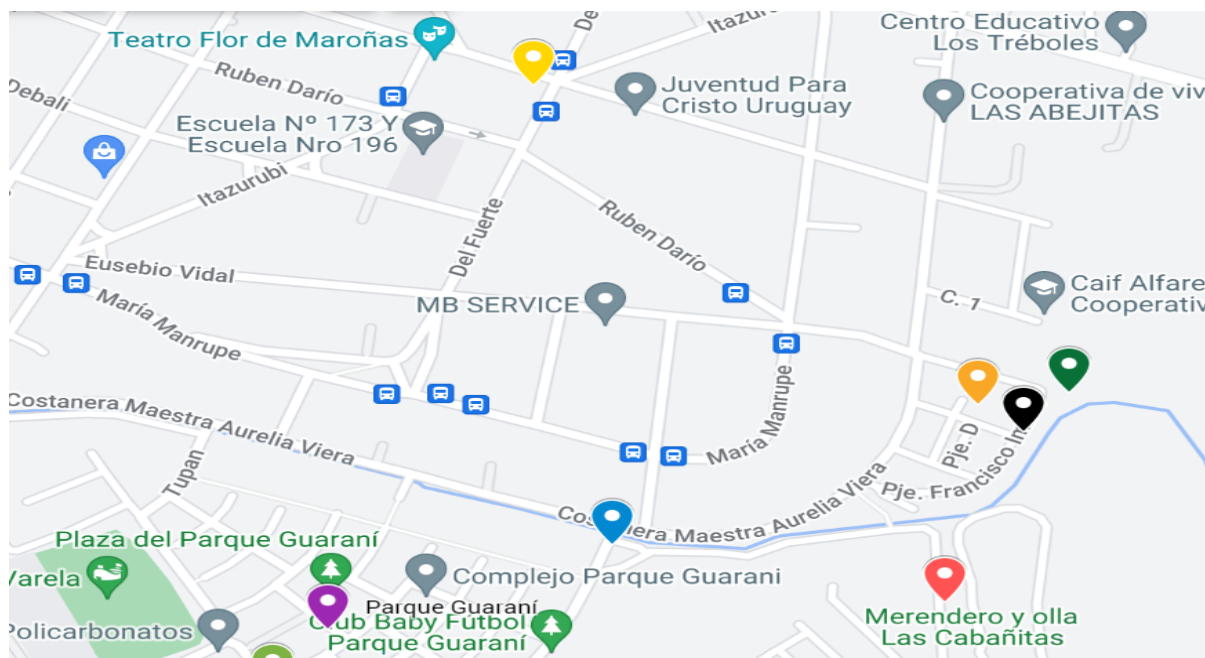 Teatro Flor de Maroñas
De
Itazuru
Centro Educativo
Los Tréboles
Debali
Ruben Darío
Juventud Para
Cristo Uruguay
Cooperativa de viv
LAS ABEJITAS
Escuela Nº 173 Y
Escuela Nro 196
Itazurubi
Del Fuerte
Ruben Darío
Eusebio Vidal
María Manrupe
MB SERVICE
C. 1
Caif Alfare
Cooperativ
María Manrupe
Costanera Maestra Aurelia Viera
Tupan
Pje. D
Pje. Francisco In
Costanera Maestra Aurelia Viera
Plaza del Parque Guaraní
Varela
Complejo Parque Guarani
Parque Guaraní
Club Baby Fútbol
Parque Guaraní
Policarbonatos
Merendero y olla
Las Cabañitas